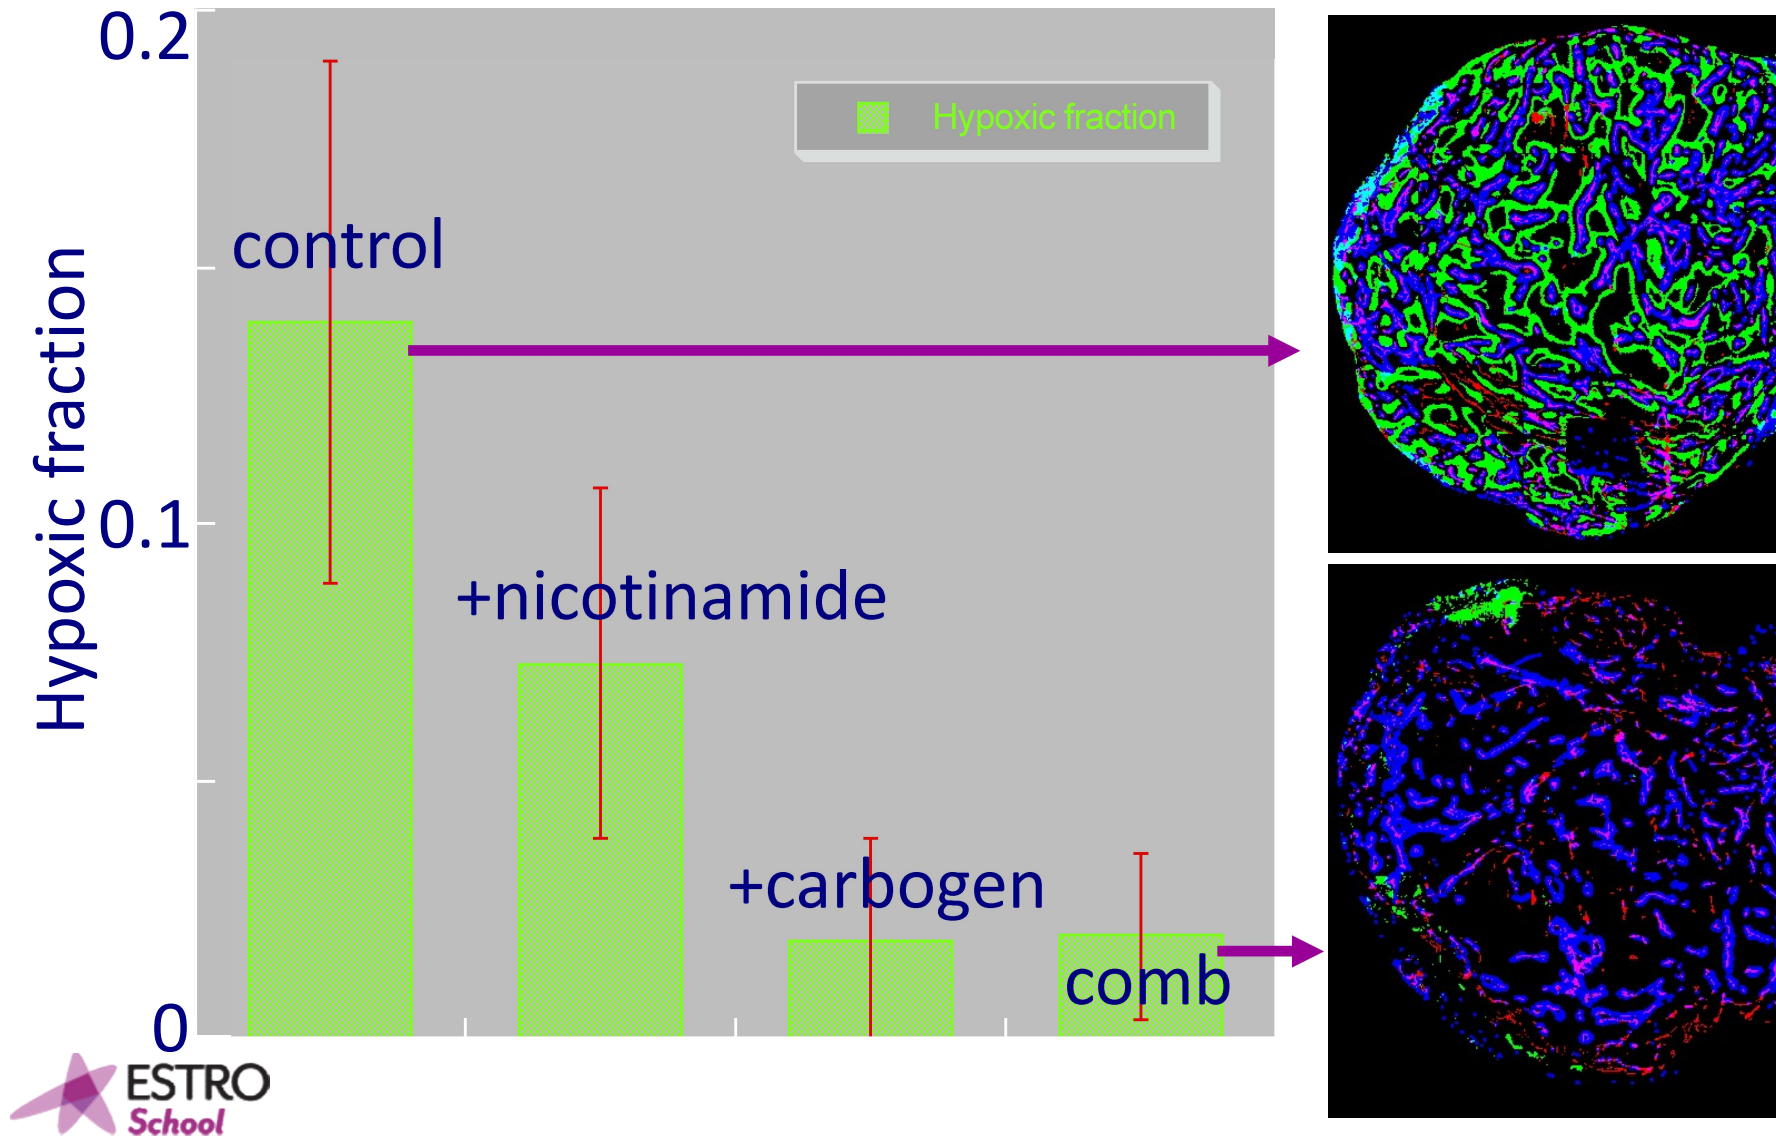 0.2
Hypoxic fraction
control
Hypoxic fraction
0.1
+nicotinamide
+carbogen
comb
0
ESTRO
School